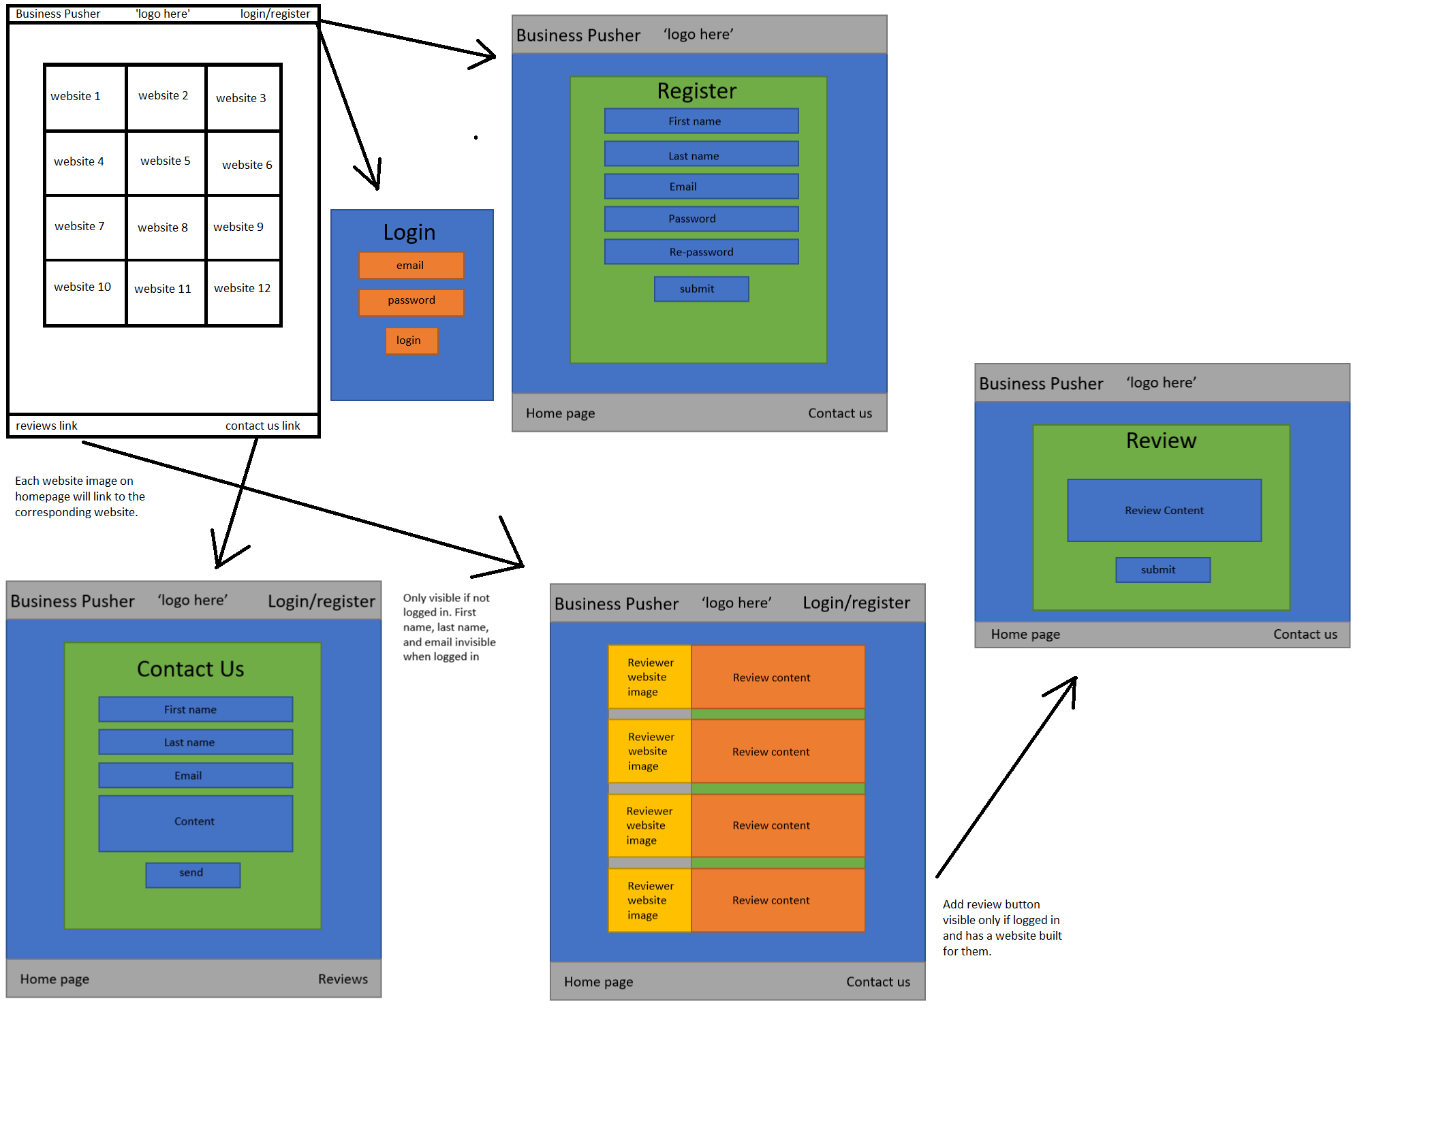 Business Pusher 'logo here' login/register
website 1 website 2 website 3
website 4 website 5 website 6
website 7 website 8 website 9
website 10 website 11 website 12
reviews link contact us link
Each website image on
homepage will link to the
corresponding website.
Login
email
password
login
Business Pusher ‘logo here’
Register
First name
Last name
Email
Password
Re-password
submit
Home page Contact us
Business Pusher ‘logo here’
Review
Review Content
submit
Home page Contact us
Business Pusher ‘logo here’ Login/register
Contact Us
First name
Last name
Email
Content
send
Home page Reviews
Only visible if not
logged in. First
name, last name,
and email invisible
when logged in
Business Pusher ‘logo here’ Login/register
Reviewer
website
image
Review content
Reviewer
website
image
Review content
Reviewer
website
image
Review content
Reviewer
website
image
Review content
Home page Contact us
Add review button
visible only if logged in
and has a website built
for them.